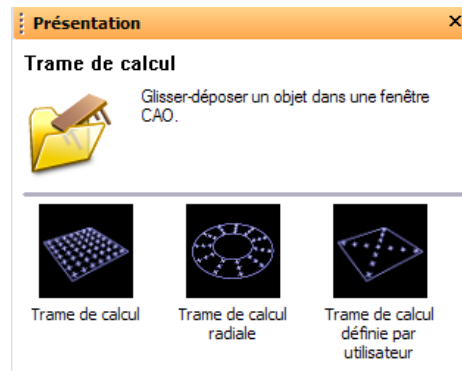 Présentation
Trame de calcul
Glisser-déposer un objet dans une fenêtre
CAO.
Trame de calcul
Trame de calcul
radiale
Trame de calcul
définie par
utilisateur